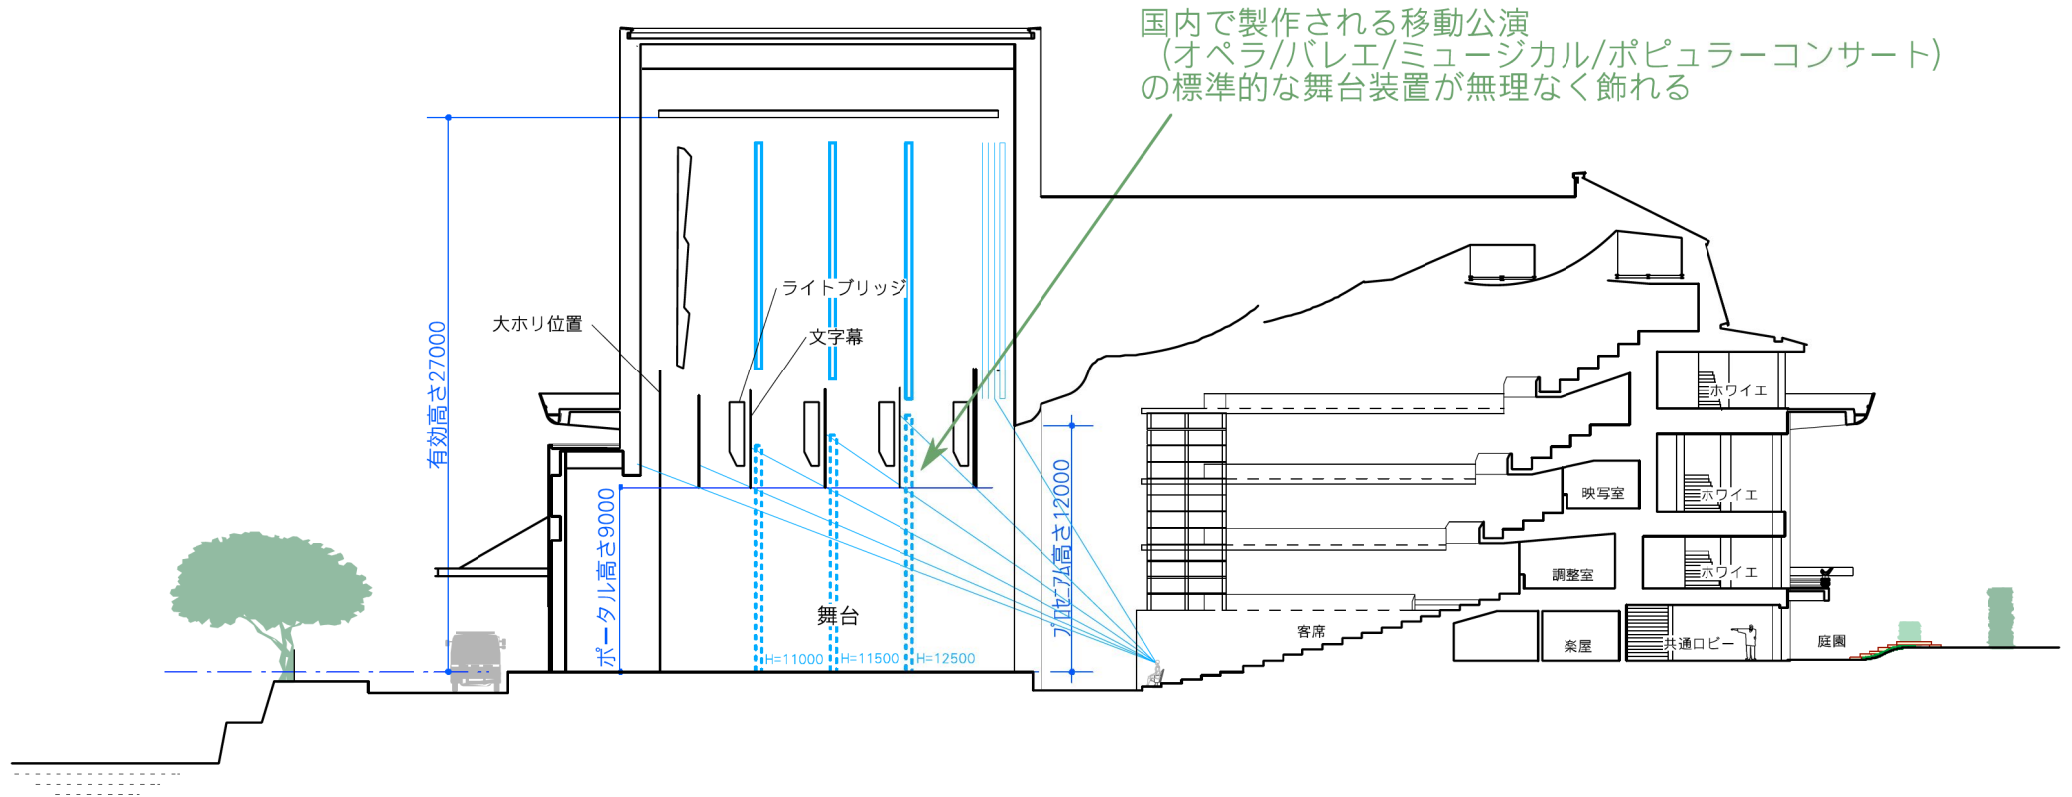 国内で製作される移動公演
(オペラ/バレエ/ミュージカル/ポピュラーコンサート)
の標準的な舞台装置が無理なく飾れる
ライトブリッジ
大ホリ位置
文字幕
有効高さ27000
ポータル高さ9000
プロセニアム高さ12000
舞台
H=11000
H=11500
H=12500
客席
ホワイエ
映写室
ホワイエ
調整室
ホワイエ
楽屋
共通ロビー
庭園